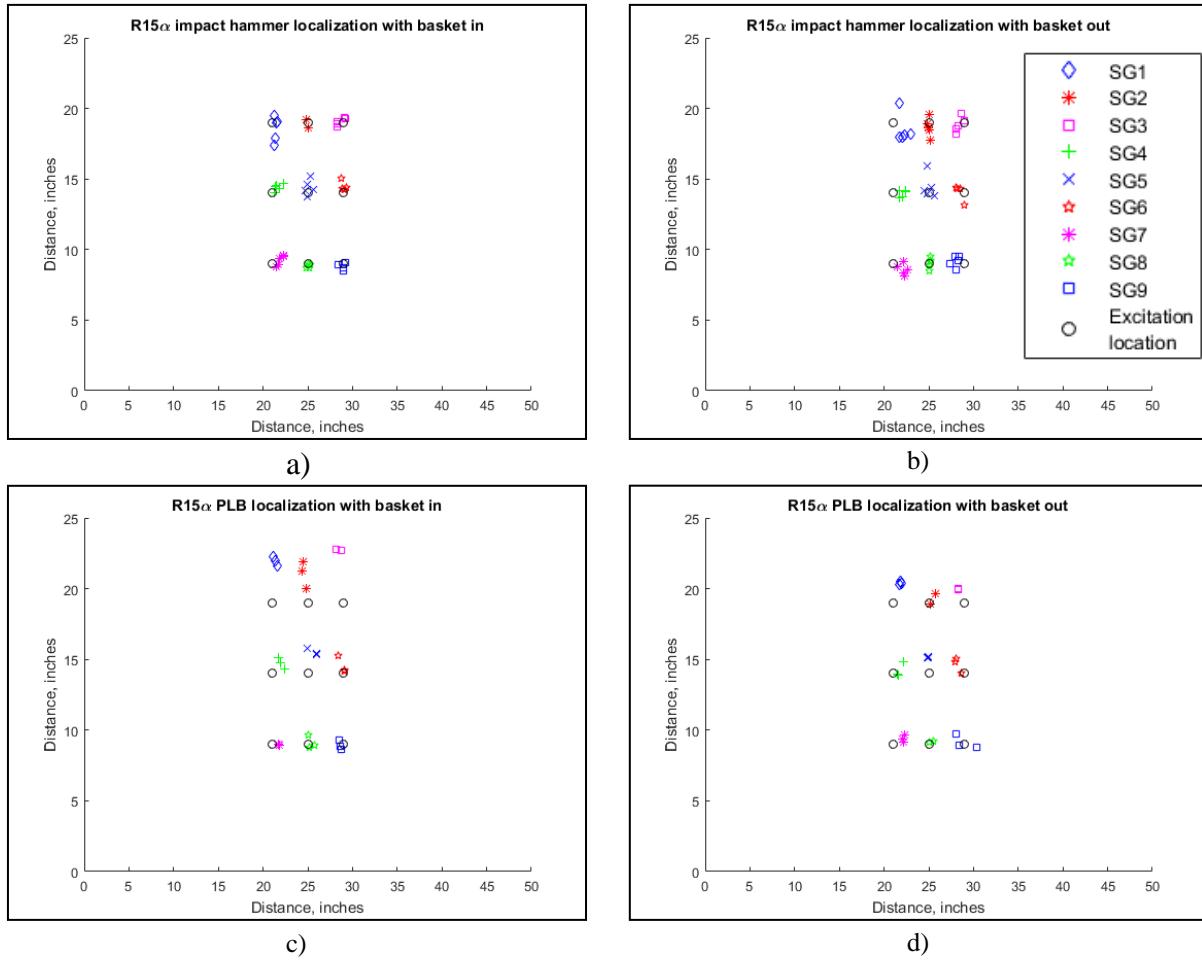 R15α impact hammer localization with basket in
25
20
15
10
5
0
Distance, inches
0 5 10 15 20 25 30 35 40 45 50
Distance, inches
a)
R15α impact hammer localization with basket out
25
20
15
10
5
0
Distance, inches
0 5 10 15 20 25 30 35 40 45 50
Distance, inches
SG1
SG2
SG3
SG4
SG5
SG6
SG7
SG8
SG9
Excitation
location
b)
R15α PLB localization with basket in
25
20
15
10
5
0
Distance, inches
0 5 10 15 20 25 30 35 40 45 50
Distance, inches
c)
R15α PLB localization with basket out
25
20
15
10
5
0
Distance, inches
0 5 10 15 20 25 30 35 40 45 50
Distance, inches
d)